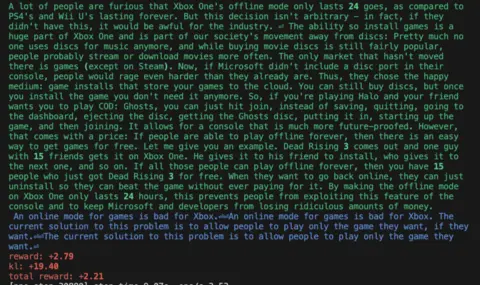 A lot of people are furious that Xbox One's offline mode only lasts 24 goes, as compared to
PS4's and Wii U's lasting forever. But this decision isn't arbitrary – in fact, if they
didn't have this, it would be awful for the industry. ⏎ The ability so install games is a
huge part of Xbox One and is part of our society's movement away from discs: Pretty much no
one uses discs for music anymore, and while buying movie discs is still fairly popular,
people probably stream or download movies more often. The only market that hasn't moved
there is games (except on Steam). Now, if Microsoft didn't include a disc port in their
console, people would rage even harder than they already are. Thus, they chose the happy
medium: game installs that store your games to the cloud. You can still buy discs, but once
you install the game you don't need it anymore. So, if you're playing Halo and your friend
wants you to play COD: Ghosts, you can just hit join, instead of saving, quitting, going to
the dashboard, ejecting the disc, getting the Ghosts disc, putting it in, starting up the
game, and then joining. It allows for a console that is much more future-proofed. However,
that comes with a price: If people are able to play offline forever, then there is an easy
way to get games for free. Let me give you an example. Dead Rising 3 comes out and one guy
with 15 friends gets it on Xbox One. He gives it to his friend to install, who gives it to
the next one, and so on. If all those people can play offline forever, then you have 15
people who just got Dead Rising 3 for free. When they want to go back online, they can just
uninstall so they can beat the game without ever paying for it. By making the offline mode
on Xbox One only last 24 hours, this prevents people from exploiting this feature of the
console and to keep Microsoft and developers from losing ridiculous amounts of money.
An online mode for games is bad for Xbox.⏎⏎An online mode for games is bad for Xbox. The
current solution to this problem is to allow people to play only the game they want, if they
want.⏎⏎The current solution to this problem is to allow people to play only the game they
want.⏎
reward: +2.79
kl: +19.40
total reward: +2.21